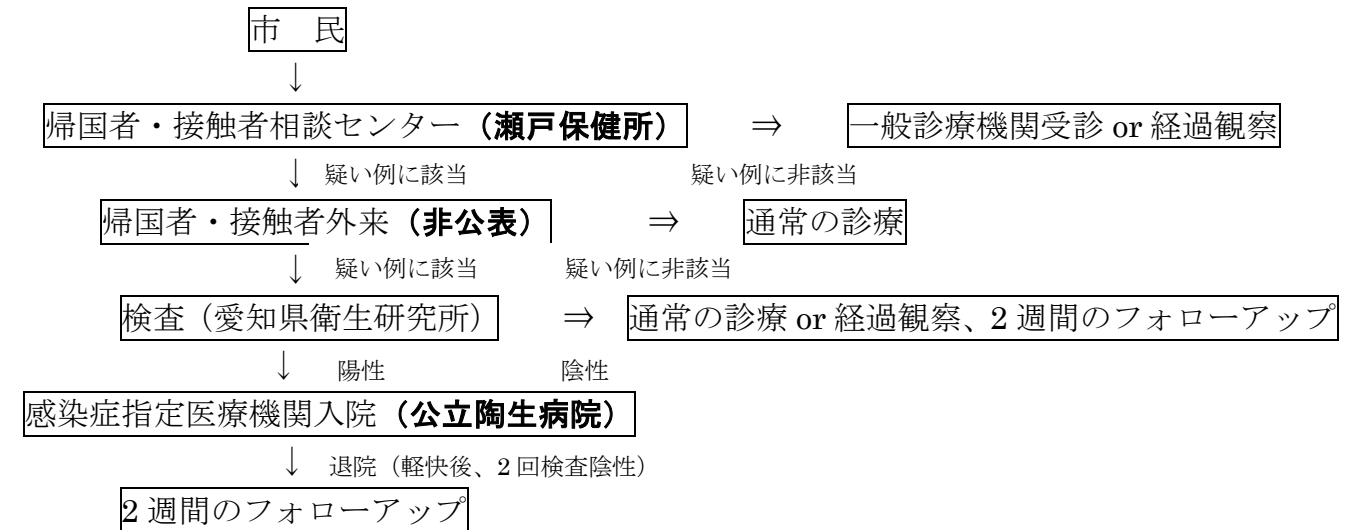 市　民
↓
帰国者・接触者相談センター（瀬戸保健所）　⇒　一般診療機関受診 or 経過観察
↓　疑い例に該当　疑い例に非該当
帰国者・接触者外来（非公表）　⇒　通常の診療
↓　疑い例に該当　疑い例に非該当
検査（愛知県衛生研究所）　⇒　通常の診療 or 経過観察、2 週間のフォローアップ
↓　陽性　陰性
感染症指定医療機関入院（公立陶生病院）
↓　退院（軽快後、2 回検査陰性）
2 週間のフォローアップ